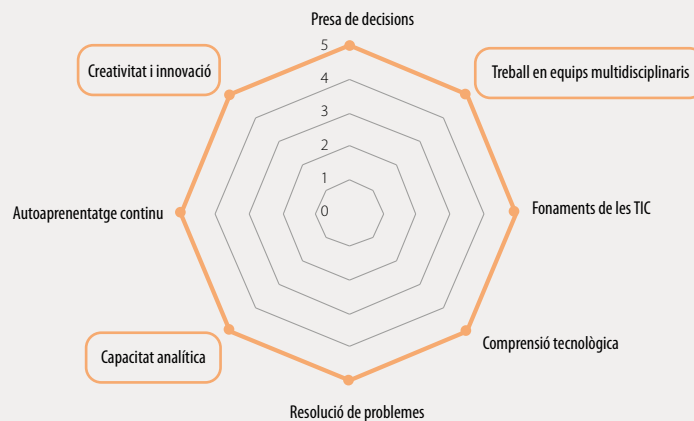 Presa de decisions
Creativitat i innovació
Treball en equips multidisciplinaris
5
4
3
2
1
0
Autoaprenentatge continu
Fonaments de les TIC
Capacitat analítica
Comprensió tecnològica
Resolució de problemes